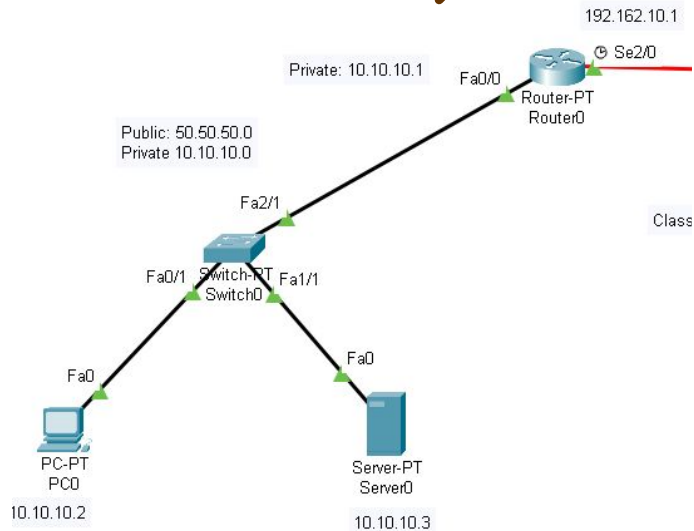 192.162.10.1
Se2/0
Private: 10.10.10.1
Fa0/0
Router-PT
Router0
Public: 50.50.50.0
Private 10.10.10.0
Fa2/1
Class
Fa0/1
Switch-PT
Switch0
Fa1/1
Fa0
Fa0
PC-PT
PC0
Server-PT
Server0
10.10.10.2
10.10.10.3